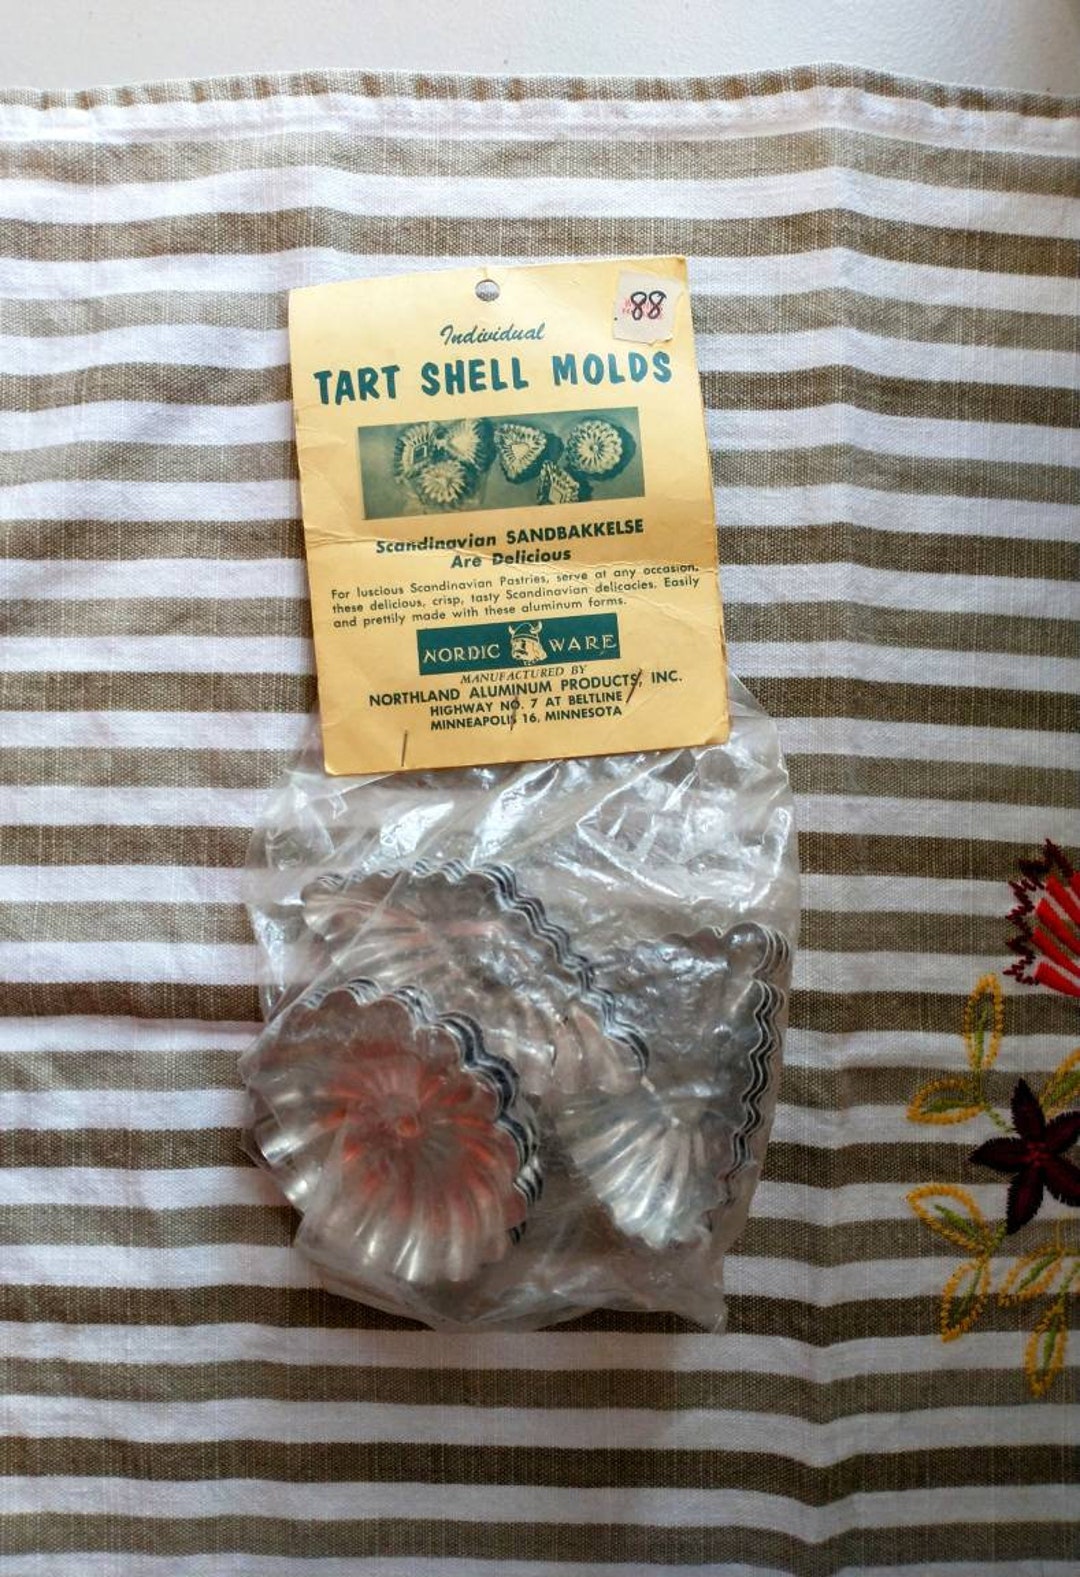 .88
Individual
TART SHELL MOLDS
Scandinavian SANDBAKKELSE
Are Delicious
For luscious Scandinavian Pastries, serve at any occasion,
these delicious, crisp, tasty Scandinavian delicacies. Easily
and prettily made with these aluminum forms.
NORDIC WARE
MANUFACTURED BY
NORTHLAND ALUMINUM PRODUCTS, INC.
HIGHWAY NO. 7 AT BELTLINE
MINNEAPOLIS 16, MINNESOTA